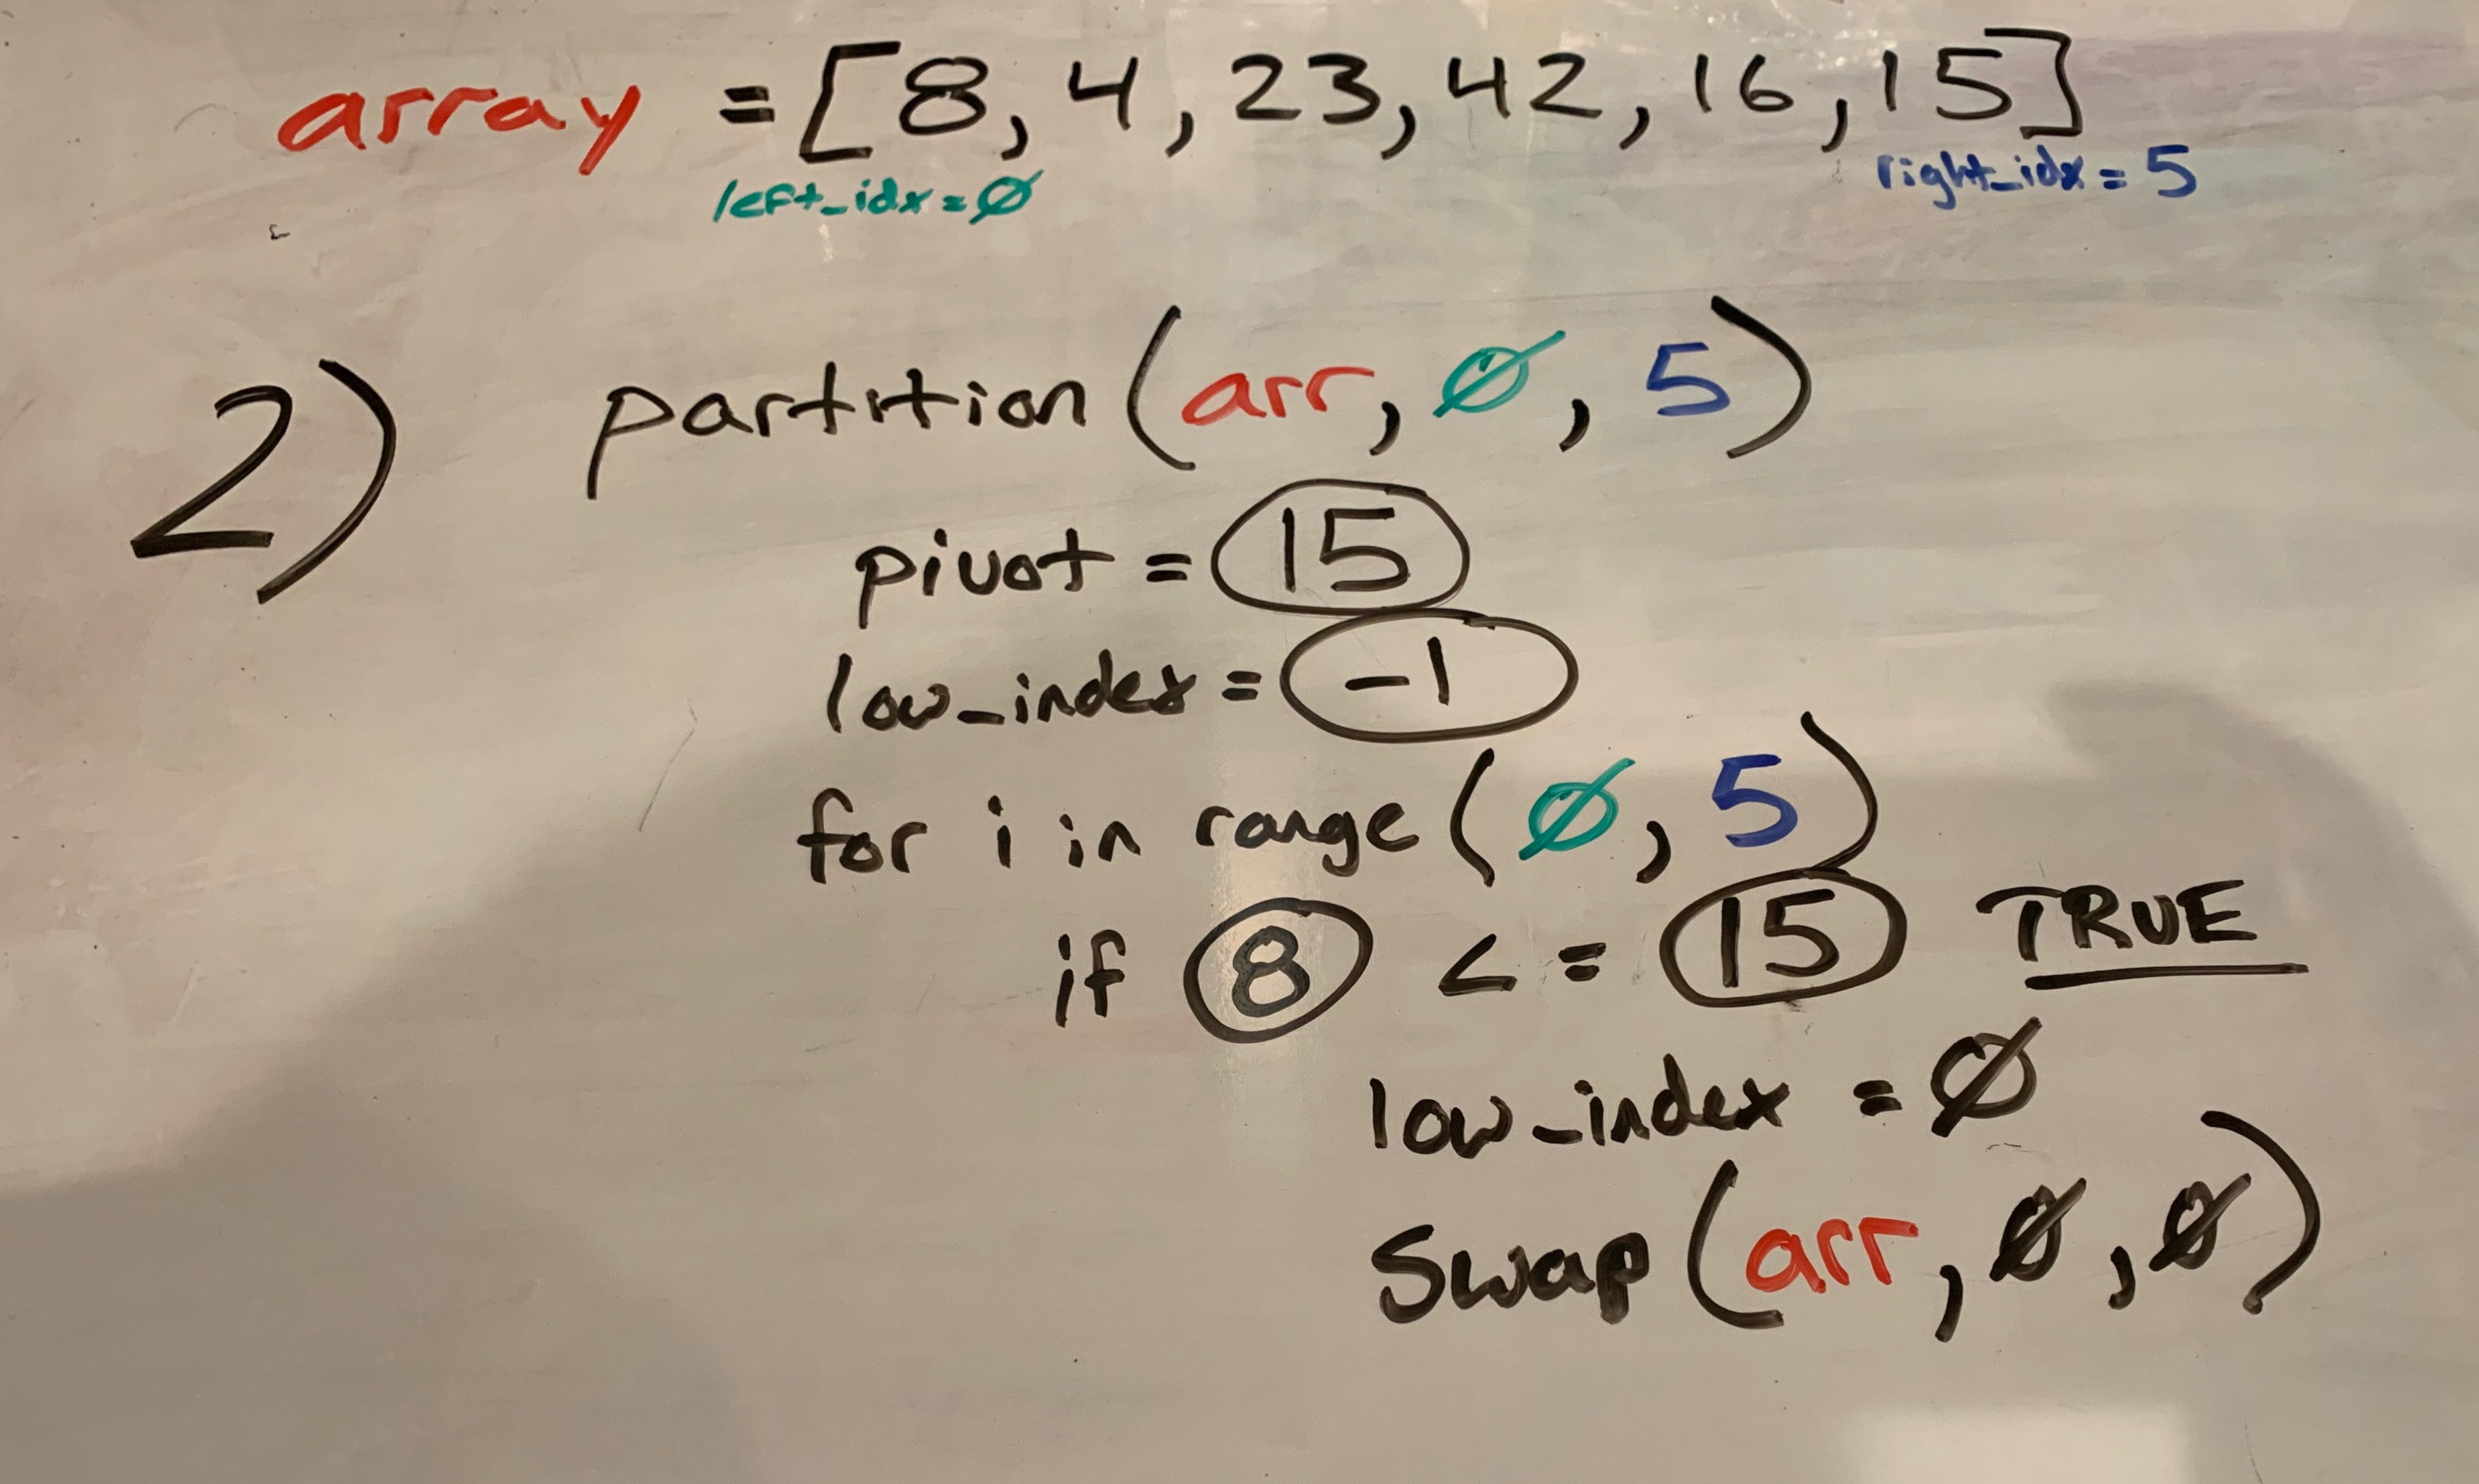 array = [8, 4, 23, 42, 16, 15]
left_idx = Ø right_idx = 5
2) partition (arr, Ø, 5)
pivot = 15
low_index = -1
for i in range (Ø, 5)
if 8 <= 15 TRUE
low_index = Ø
Swap (arr, Ø, Ø)